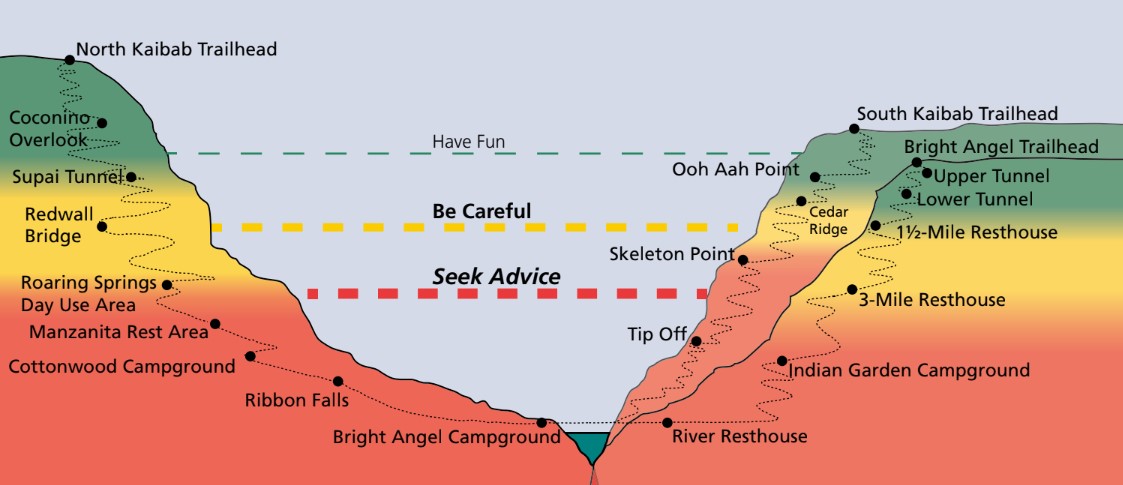 North Kaibab Trailhead
Coconino
Overlook
Supai Tunnel
Redwall
Bridge
Roaring Springs
Day Use Area
Manzanita Rest Area
Cottonwood Campground
Ribbon Falls
Bright Angel Campground
Have Fun
Be Careful
Seek Advice
South Kaibab Trailhead
Ooh Aah Point
Cedar
Ridge
Skeleton Point
Tip Off
Bright Angel Trailhead
Upper Tunnel
Lower Tunnel
1½-Mile Resthouse
3-Mile Resthouse
Indian Garden Campground
River Resthouse